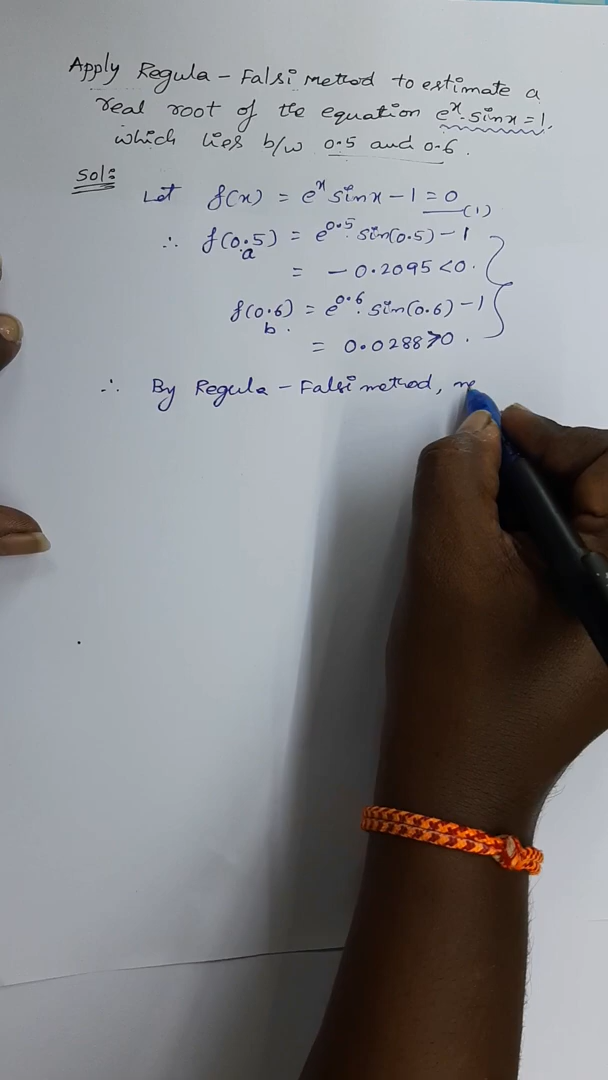 Apply Regula - Falsi method to estimate a
real root of the equation e^x. sinx = 1,
which lies b/w 0.5 and 0.6.
Sol:
Let f(x) = e^x sinx - 1 = 0 (1)
∴ f(0.5) = e^0.5. sin(0.5) - 1
a
= - 0.2095 < 0.
f(0.6) = e^0.6. sin(0.6) - 1
b.
= 0.0288 > 0.
∴ By Regula - Falsi method,